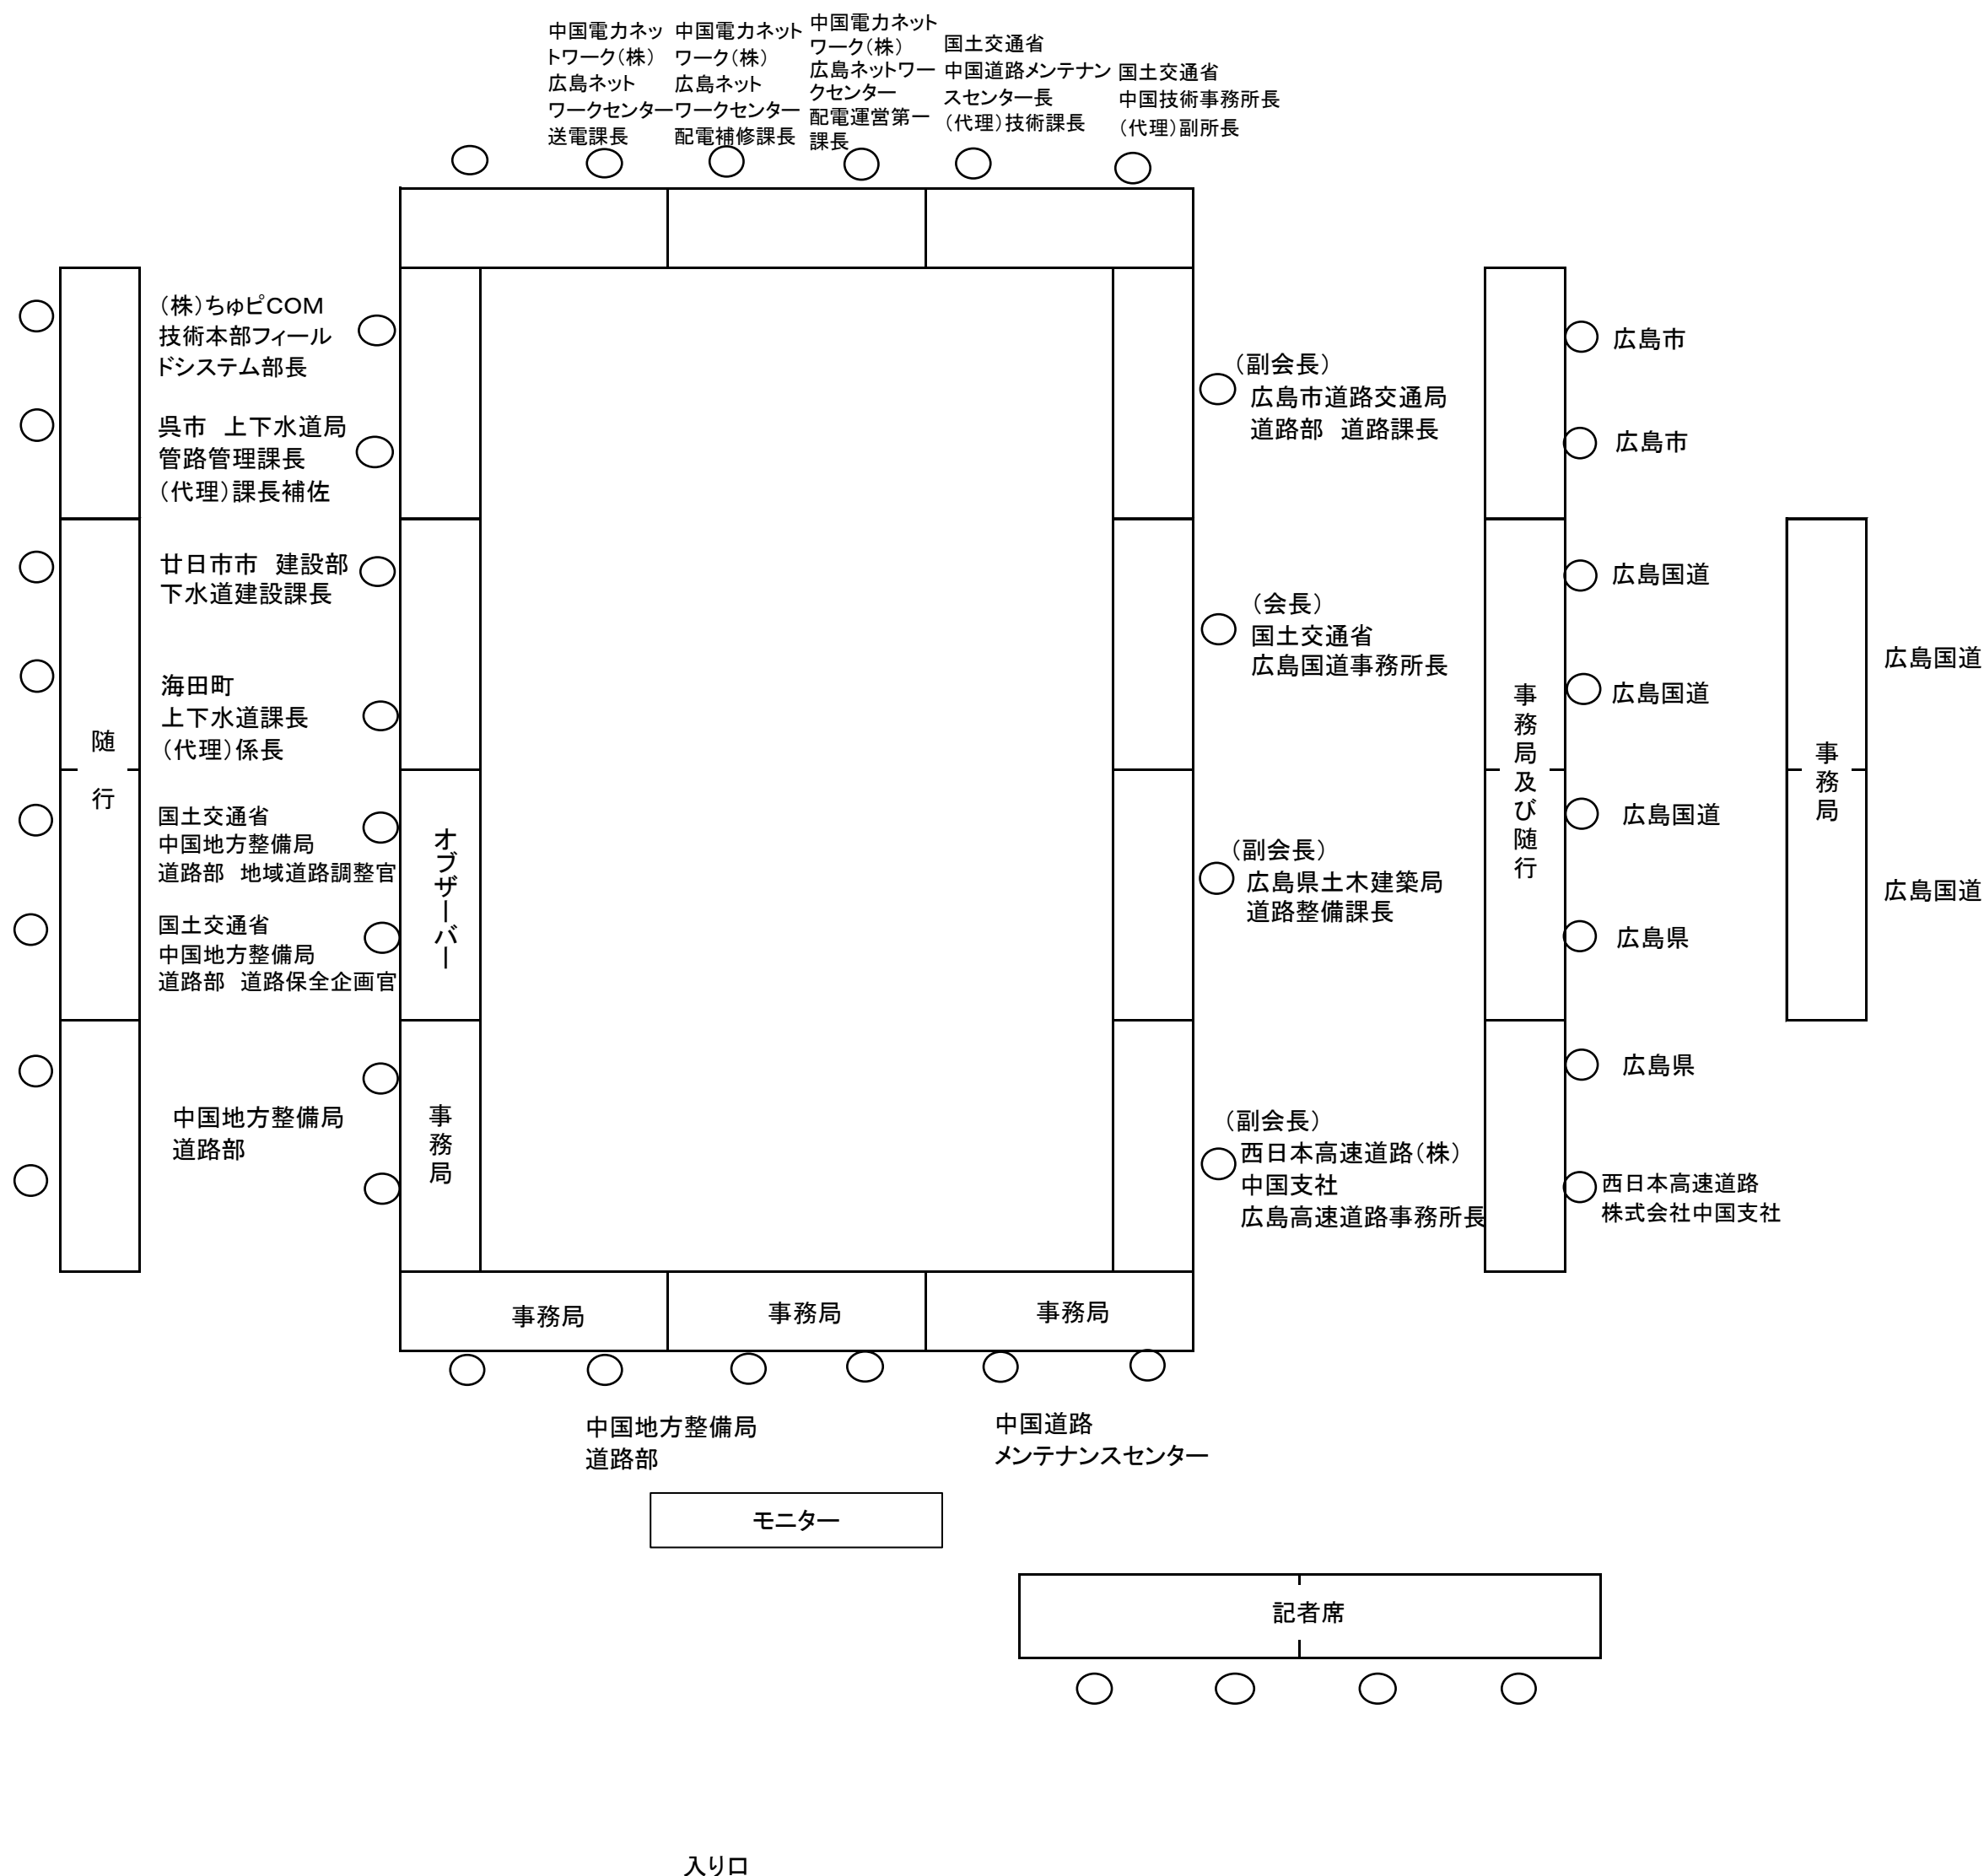 中国電力ネッ
トワーク（株）
広島ネット
ワークセンター
送電課長
中国電力ネット
ワーク（株）
広島ネット
ワークセンター
配電補修課長
中国電力ネット
ワーク（株）
広島ネットワー
クセンター
配電運営第一
課長
国土交通省
中国道路メンテナン
スセンター長
（代理）技術課長
国土交通省
中国技術事務所長
（代理）副所長
随行
（株）ちゅピCOM
技術本部フィール
ドシステム部長
呉市　上下水道局
管路管理課長
（代理）課長補佐
廿日市市　建設部
下水道建設課長
海田町
上下水道課長
（代理）係長
国土交通省
中国地方整備局
道路部　地域道路調整官
国土交通省
中国地方整備局
道路部　道路保全企画官
中国地方整備局
道路部
オブザーバー
事務局
（副会長）
広島市道路交通局
道路部　道路課長
（会長）
国土交通省
広島国道事務所長
（副会長）
広島県土木建築局
道路整備課長
（副会長）
西日本高速道路（株）
中国支社
広島高速道路事務所長
事務局及び随行
広島市
広島市
広島国道
広島国道
広島国道
広島県
広島県
西日本高速道路
株式会社中国支社
事務局
広島国道
広島国道
事務局
事務局
事務局
中国地方整備局
道路部
中国道路
メンテナンスセンター
モニター
記者席
入り口